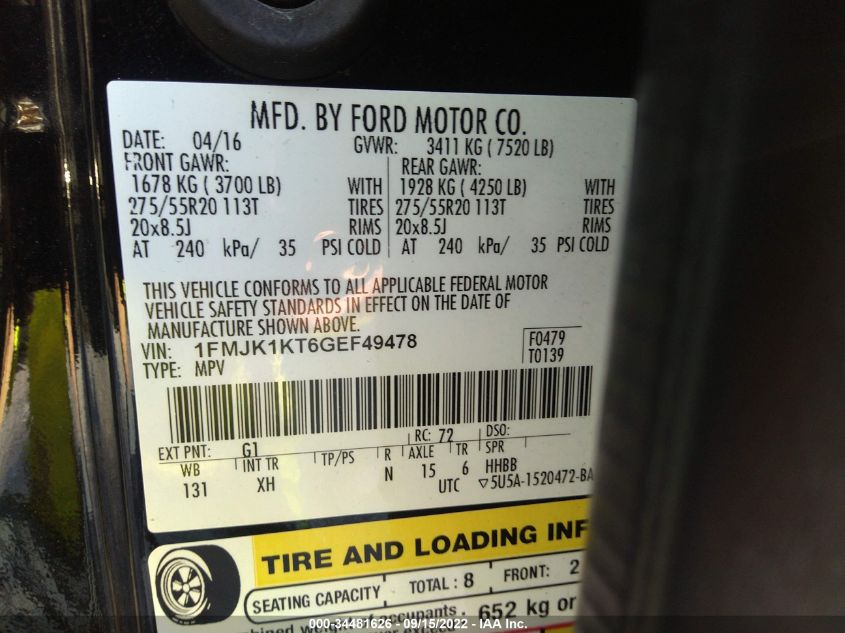 MFD. BY FORD MOTOR CO.
DATE: 04/16 GVWR: 3411 KG ( 7520 LB)
FRONT GAWR: REAR GAWR:
1678 KG ( 3700 LB) WITH 1928 KG ( 4250 LB) WITH
275/55R20 113T TIRES 275/55R20 113T TIRES
20x8.5J RIMS 20x8.5J RIMS
AT 240 kPa/ 35 PSI COLD AT 240 kPa/ 35 PSI COLD
THIS VEHICLE CONFORMS TO ALL APPLICABLE FEDERAL MOTOR
VEHICLE SAFETY STANDARDS IN EFFECT ON THE DATE OF
MANUFACTURE SHOWN ABOVE.
VIN: 1FMJK1KT6GEF49478 F0479
TYPE: MPV T0139
EXT PNT: G1 RC: 72 DSO:
WB INT TR TP/PS R AXLE TR SPR
131 XH N 15 6 HHBB
UTC ▽5U5A-1520472-BA
TIRE AND LOADING INF
SEATING CAPACITY TOTAL : 8 FRONT: 2
occupants 652 kg or
000-34481626 - 09/15/2022 - IAA, Inc.